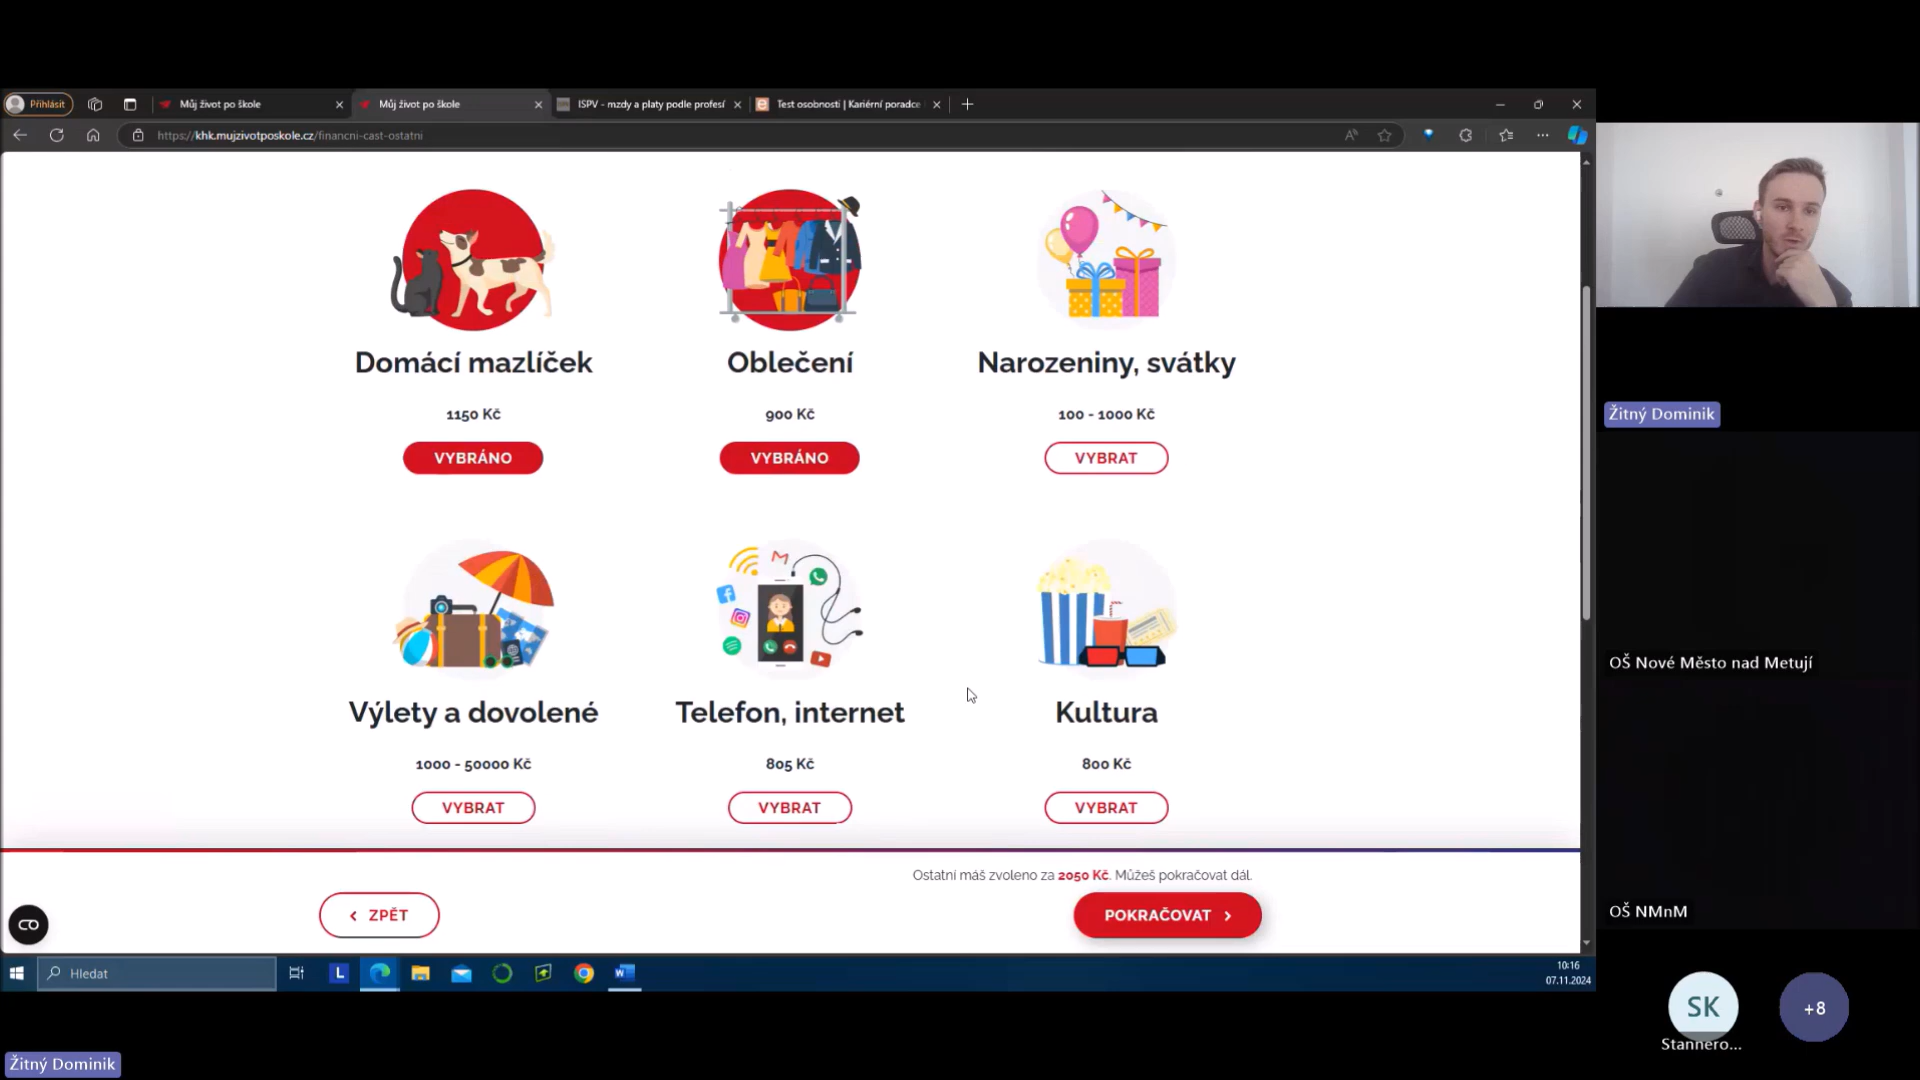 Přihlásit
Můj život po škole
Můj život po škole
ISPV - mzdy a platy podle profesí
Test osobnosti | Kariérní poradce
https://khk.mujzivotposkole.cz/financni-cast-ostatni
Domácí mazlíček
Oblečení
Narozeniny, svátky
1150 Kč
900 Kč
100 - 1000 Kč
VYBRÁNO
VYBRÁNO
VYBRAT
Výlety a dovolené
Telefon, internet
Kultura
1000 - 50000 Kč
805 Kč
800 Kč
VYBRAT
VYBRAT
VYBRAT
Ostatní máš zvoleno za 2050 Kč. Můžeš pokračovat dál.
ZPĚT
POKRAČOVAT
Hledat
L
10:16
07.11.2024
Žitný Dominik
OŠ Nové Město nad Metují
OŠ NMnM
SK
+8
Stannero...
Žitný Dominik